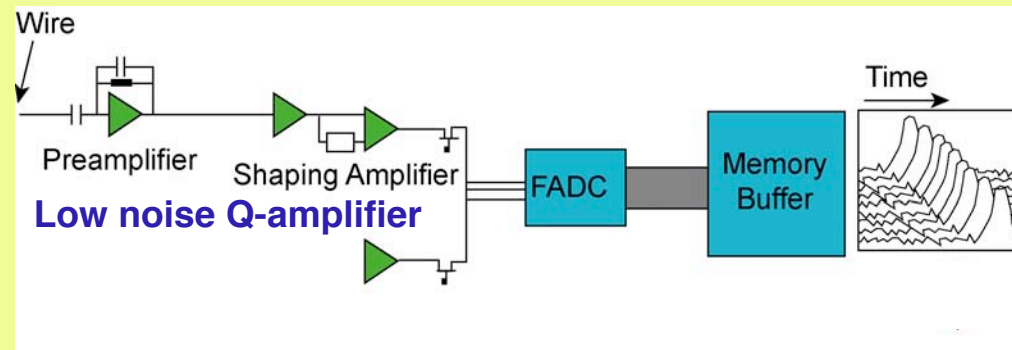 Wire
Time
Preamplifier
Shaping Amplifier
Low noise Q-amplifier
FADC
Memory
Buffer